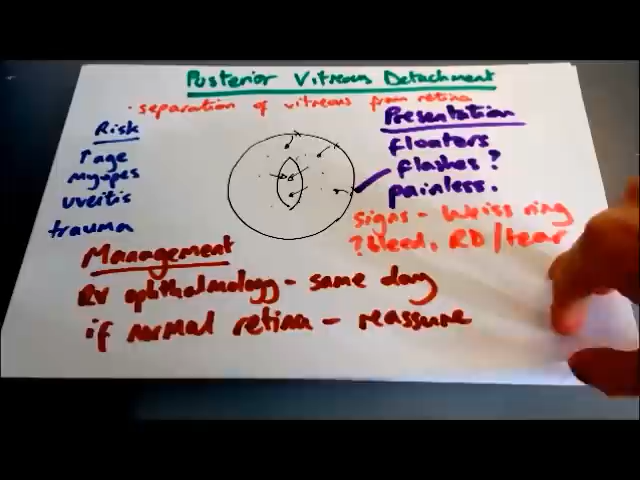 Posterior Vitreous Detachment
· separation of vitreous from retina
Risk
↑age
myopes
uveitis
trauma
Presentation
floaters
flashes?
painless.
signs - Weiss ring
? bleed, RD/tear
Management
RV ophthalmology - same day
if normal retina - reassure